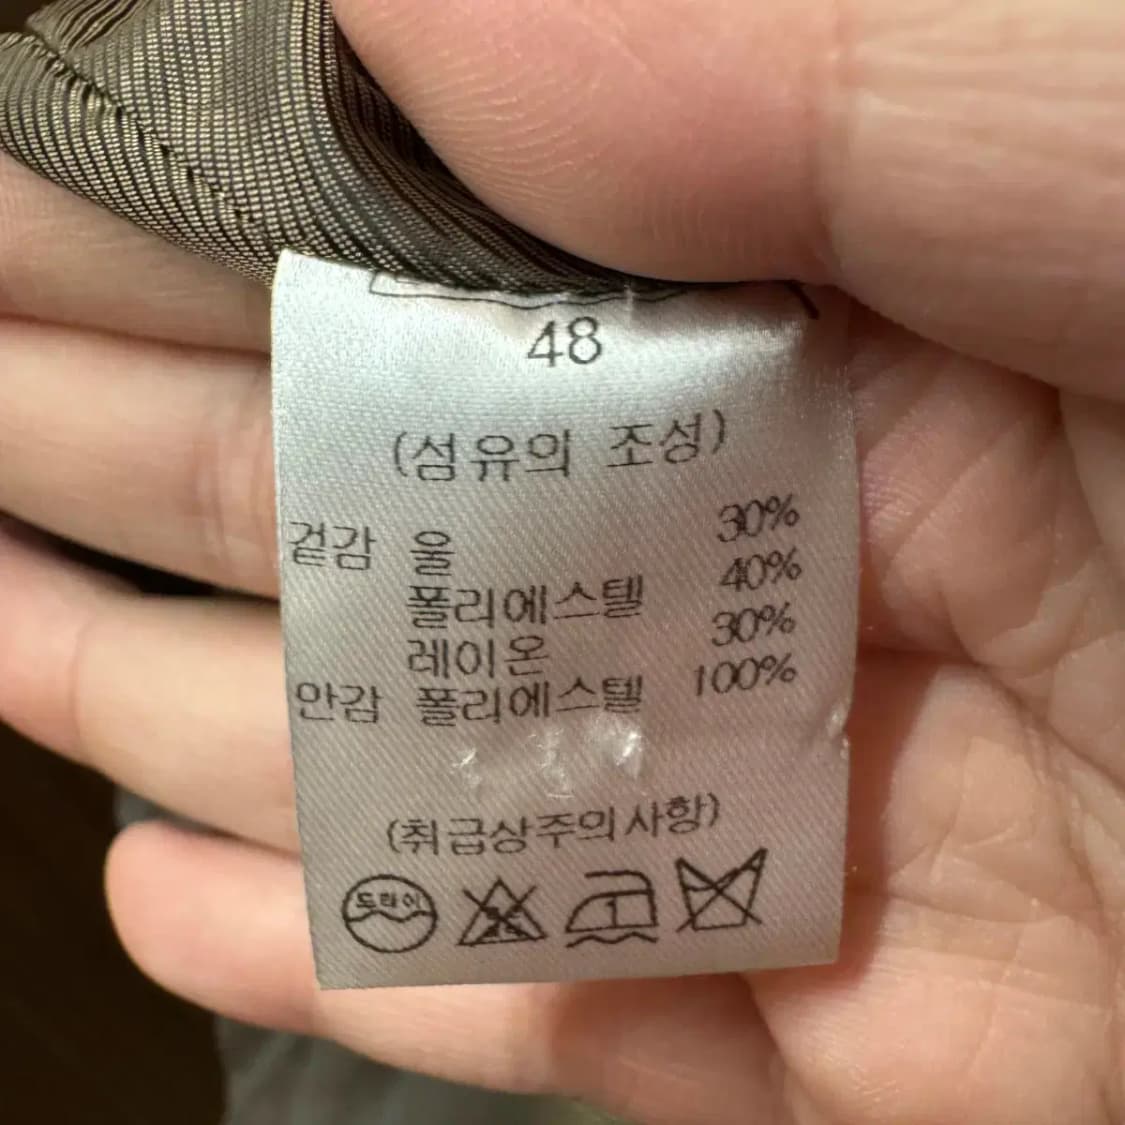 48
(섬유의 조성)
겉감 울 30%
폴리에스텔 40%
레이온 30%
안감 폴리에스텔 100%
(취급상주의사항)
드라이 1